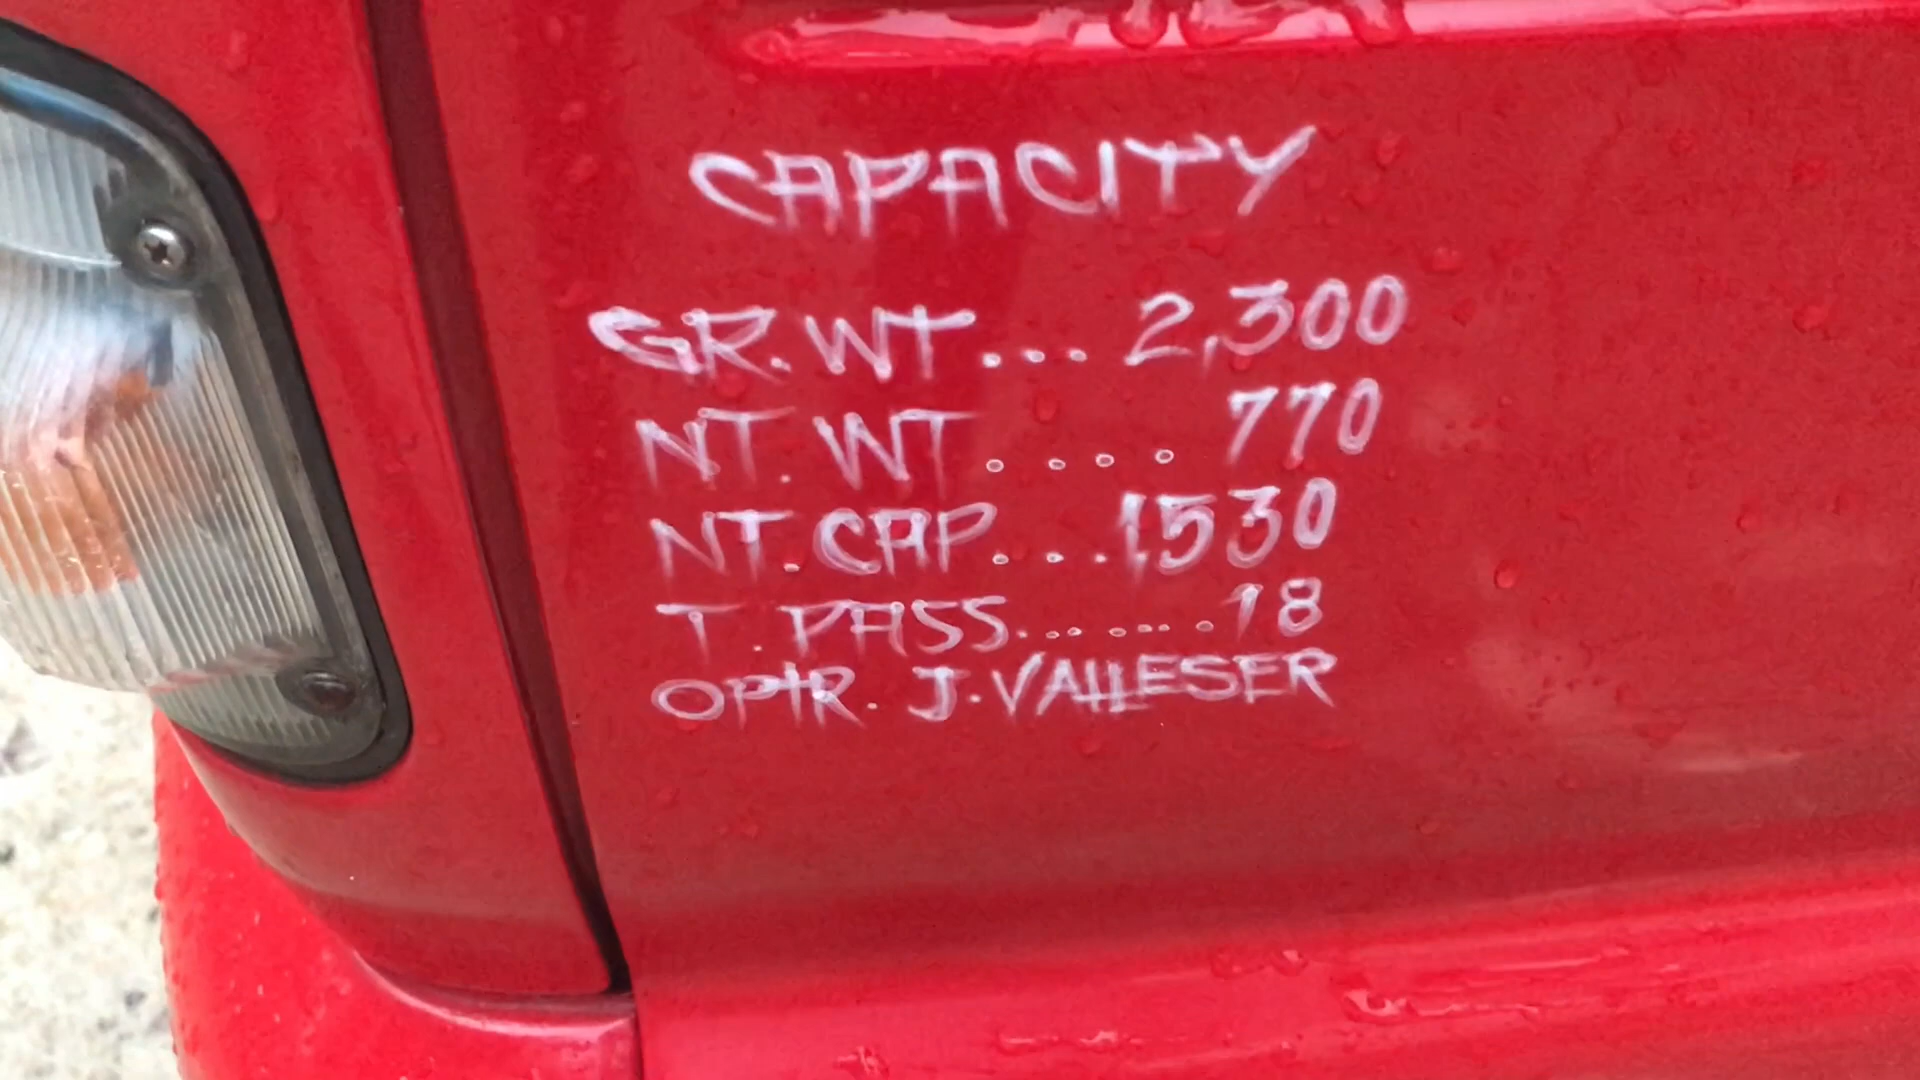 CAPACITY
GR. WT... 2,300
NT. WT.... 770
NT. CAP...1530
T. PASS........18
OPTR. J. VALLESER